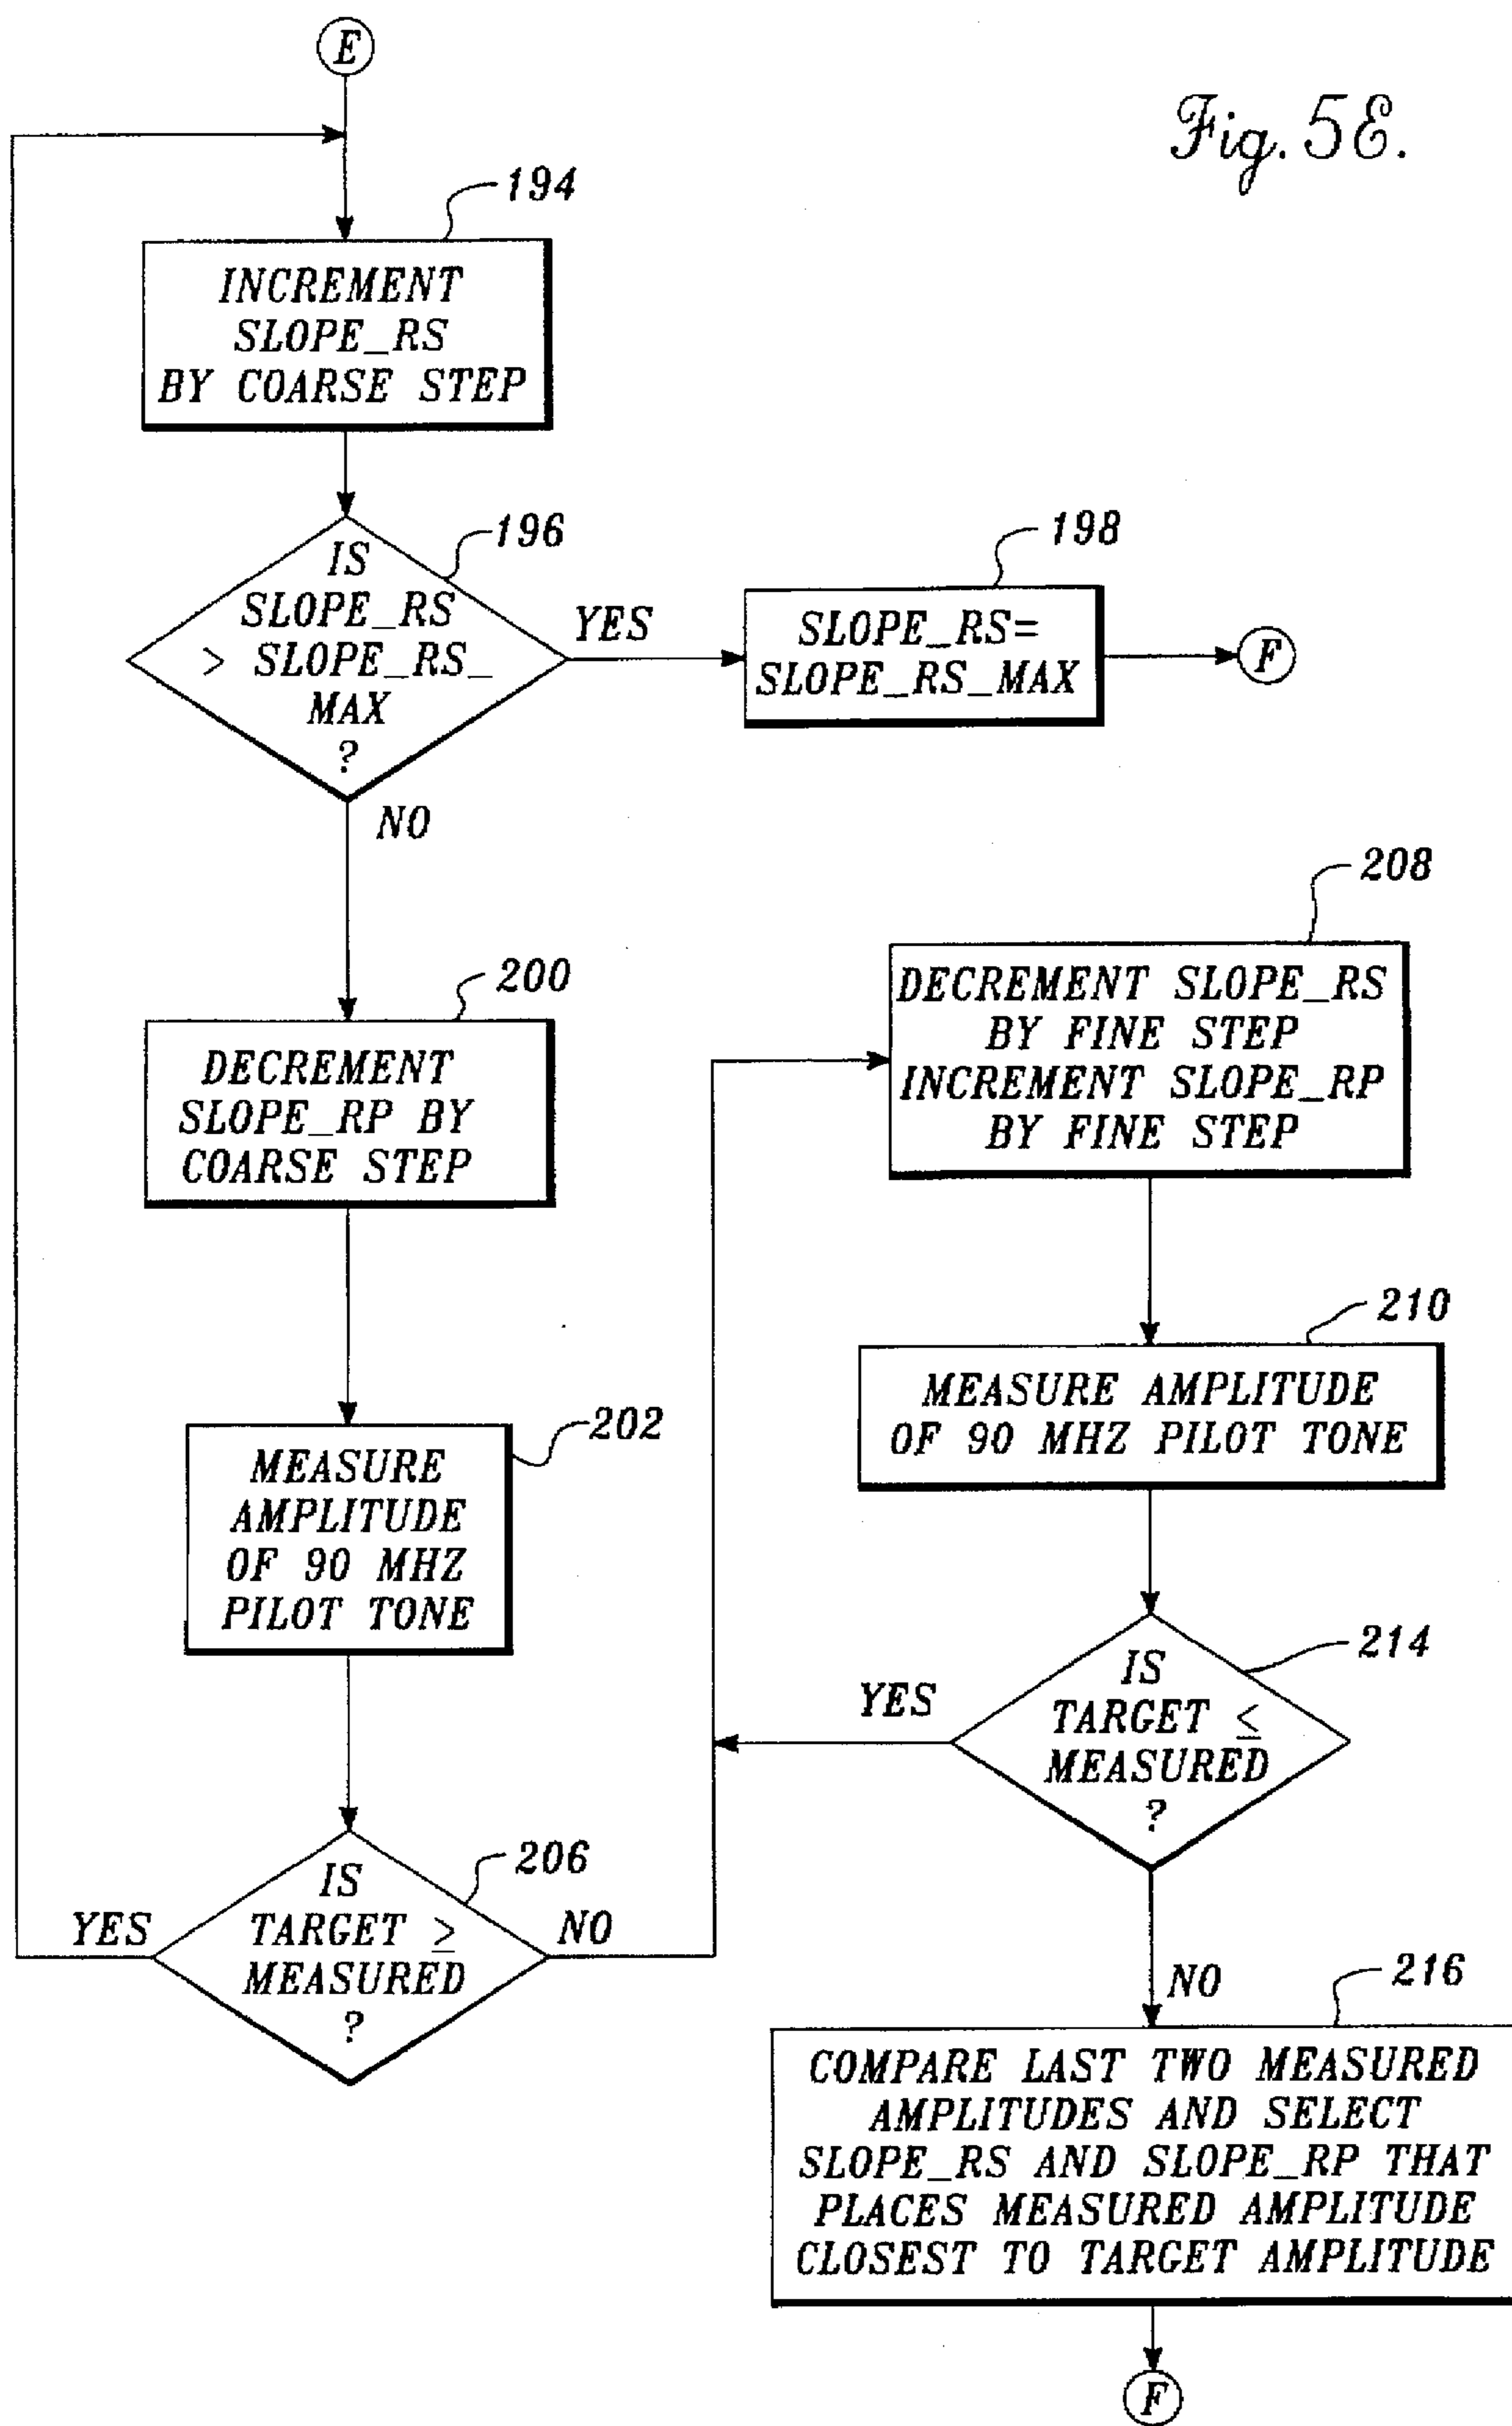 E
Fig. 5E.
194
INCREMENT
SLOPE_RS
BY COARSE STEP
196
IS
SLOPE_RS
> SLOPE_RS_
MAX
?
YES
198
SLOPE_RS=
SLOPE_RS_MAX
F
NO
200
DECREMENT
SLOPE_RP BY
COARSE STEP
202
MEASURE
AMPLITUDE
OF 90 MHZ
PILOT TONE
206
IS
TARGET ≥
MEASURED
?
YES
NO
208
DECREMENT SLOPE_RS
BY FINE STEP
INCREMENT SLOPE_RP
BY FINE STEP
210
MEASURE AMPLITUDE
OF 90 MHZ PILOT TONE
214
IS
TARGET ≤
MEASURED
?
YES
NO
216
COMPARE LAST TWO MEASURED
AMPLITUDES AND SELECT
SLOPE_RS AND SLOPE_RP THAT
PLACES MEASURED AMPLITUDE
CLOSEST TO TARGET AMPLITUDE
F